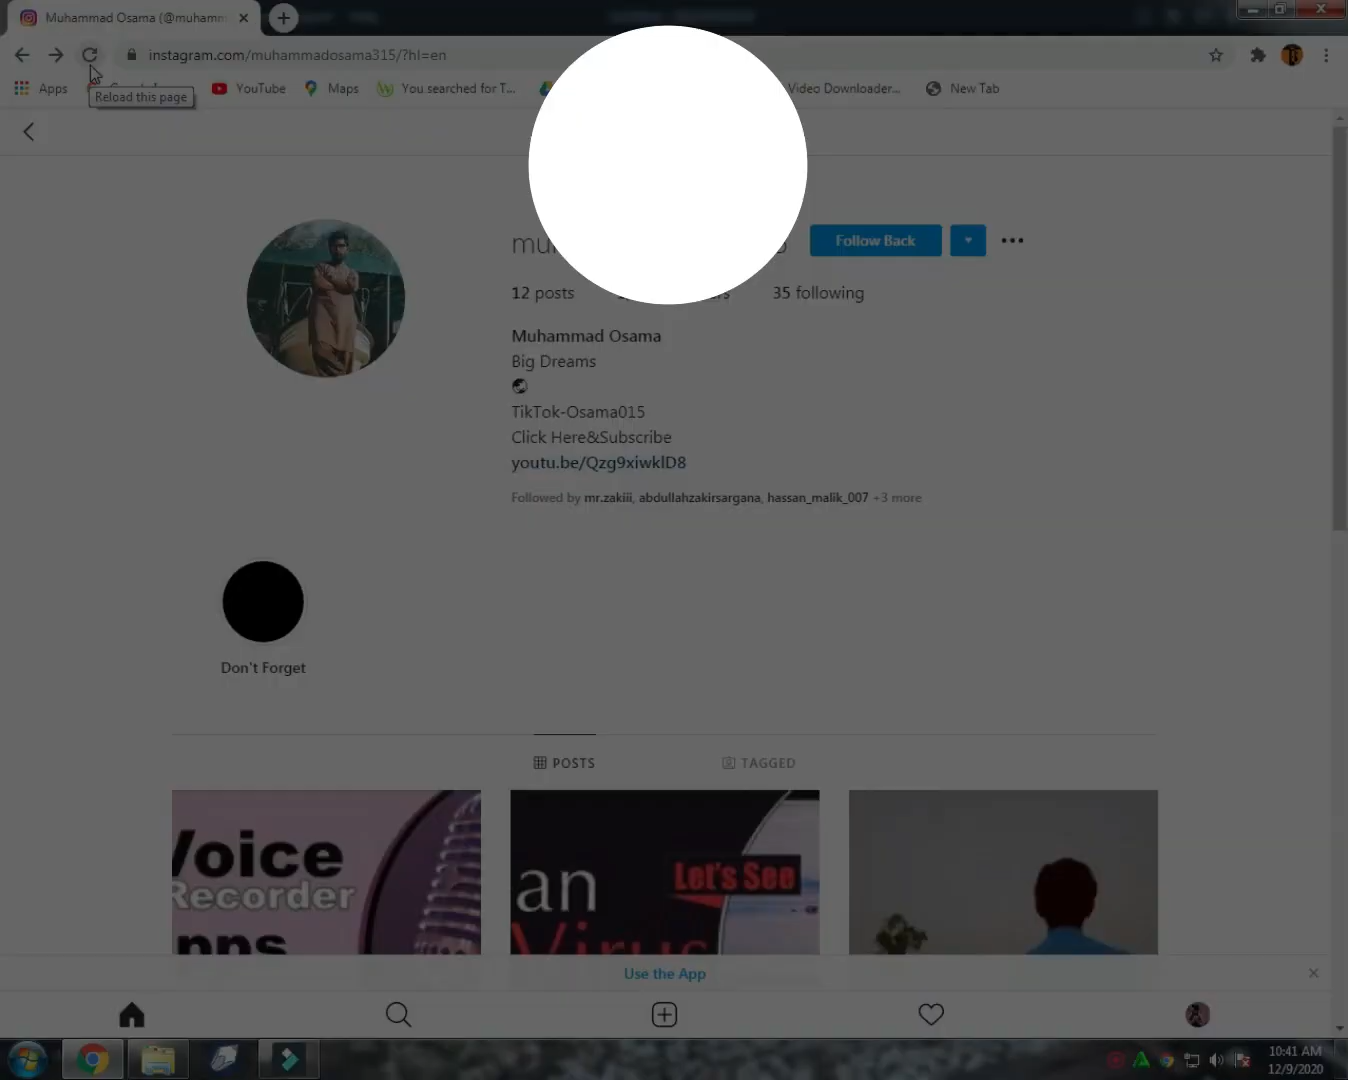 Muhammad Osama (@muhamm
instagram.com/muhammadosama315/?hl=en
Apps
YouTube
Maps
You searched for T...
Video Downloader...
New Tab
Reload this page
Follow Back
12 posts
35 following
Muhammad Osama
Big Dreams
TikTok-Osama015
Click Here&Subscribe
youtu.be/Qzg9xiwklD8
Followed by mr.zakiii, abdullahzakirsargana, hassan_malik_007 +3 more
Don't Forget
POSTS
TAGGED
Voice
Recorder
an
Let's See
Use the App
10:41 AM
12/9/2020